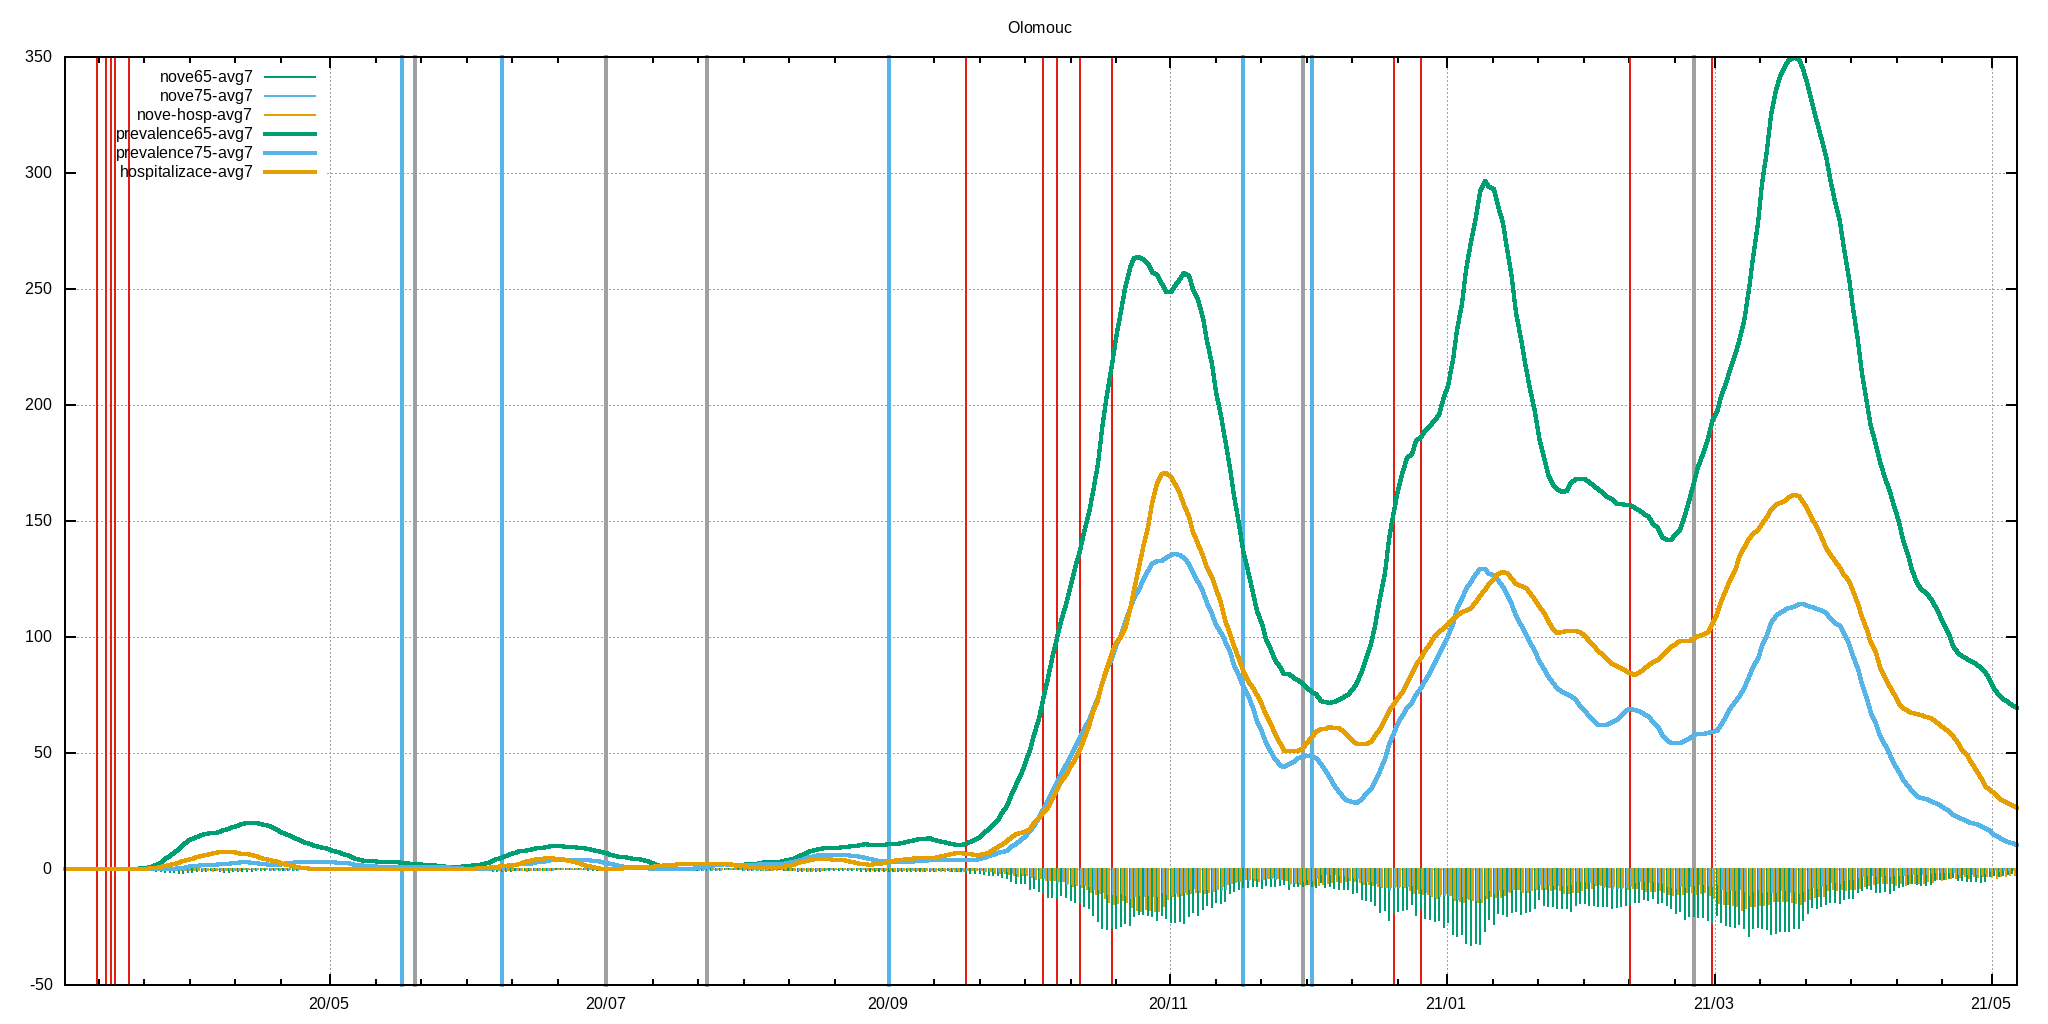 Olomouc
350
300
250
200
150
100
50
0
-50
nove65-avg7
nove75-avg7
nove-hosp-avg7
prevalence65-avg7
prevalence75-avg7
hospitalizace-avg7
20/05
20/07
20/09
20/11
21/01
21/03
21/05